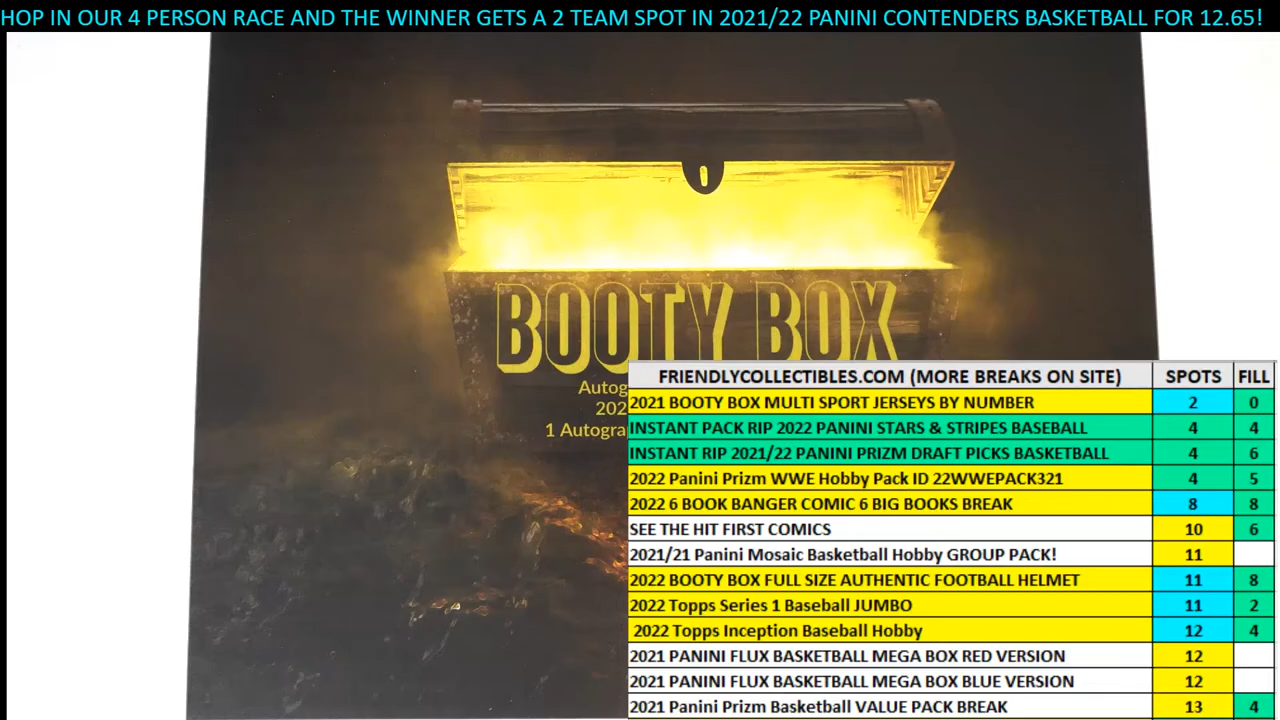 HOP IN OUR 4 PERSON RACE AND THE WINNER GETS A 2 TEAM SPOT IN 2021/22 PANINI CONTENDERS BASKETBALL FOR 12.65!
BOOTY BOX
Autog
202
1 Autogra
FRIENDLYCOLLECTIBLES.COM (MORE BREAKS ON SITE) SPOTS FILL
2021 BOOTY BOX MULTI SPORT JERSEYS BY NUMBER 2 0
INSTANT PACK RIP 2022 PANINI STARS & STRIPES BASEBALL 4 4
INSTANT RIP 2021/22 PANINI PRIZM DRAFT PICKS BASKETBALL 4 6
2022 Panini Prizm WWE Hobby Pack ID 22WWEPACK321 4 5
2022 6 BOOK BANGER COMIC 6 BIG BOOKS BREAK 8 8
SEE THE HIT FIRST COMICS 10 6
2021/21 Panini Mosaic Basketball Hobby GROUP PACK! 11
2022 BOOTY BOX FULL SIZE AUTHENTIC FOOTBALL HELMET 11 8
2022 Topps Series 1 Baseball JUMBO 11 2
2022 Topps Inception Baseball Hobby 12 4
2021 PANINI FLUX BASKETBALL MEGA BOX RED VERSION 12
2021 PANINI FLUX BASKETBALL MEGA BOX BLUE VERSION 12
2021 Panini Prizm Basketball VALUE PACK BREAK 13 4